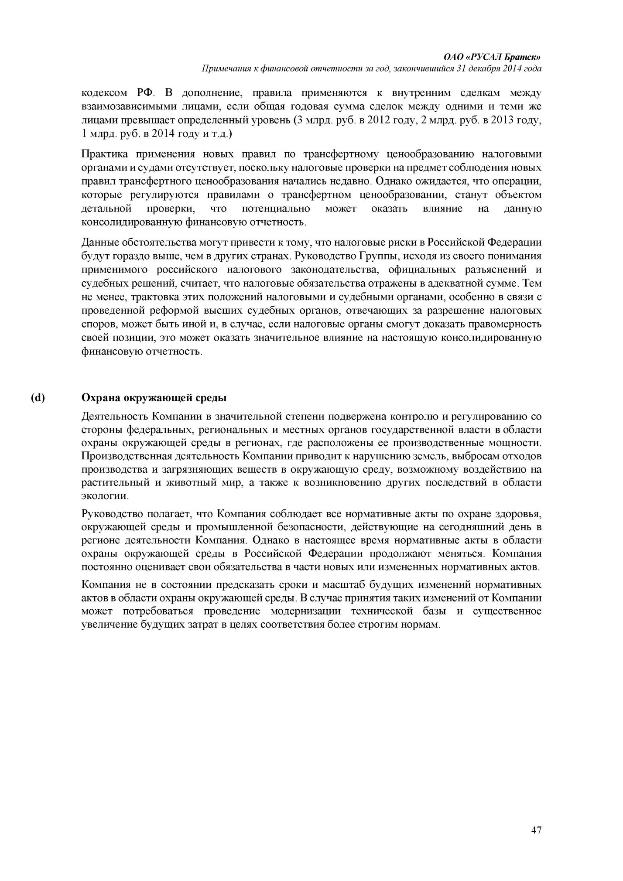 ОАО «РУСАЛ Братск»
Примечания к финансовой отчетности за год, закончившийся 31 декабря 2014 года
кодексом РФ. В дополнение, правила применяются к внутренним сделкам между
взаимозависимыми лицами, если общая годовая сумма сделок между одними и теми же
лицами превышает определенный уровень (3 млрд. руб. в 2012 году, 2 млрд. руб. в 2013 году,
1 млрд. руб. в 2014 году и т.д.)
Практика применения новых правил по трансфертному ценообразованию налоговыми
органами и судами отсутствует, поскольку налоговые проверки на предмет соблюдения новых
правил трансфертного ценообразования начались недавно. Однако ожидается, что операции,
которые регулируются правилами о трансфертном ценообразовании, станут объектом
детальной проверки, что потенциально может оказать влияние на данную
консолидированную финансовую отчетность.
Данные обстоятельства могут привести к тому, что налоговые риски в Российской Федерации
будут гораздо выше, чем в других странах. Руководство Группы, исходя из своего понимания
применимого российского налогового законодательства, официальных разъяснений и
судебных решений, считает, что налоговые обязательства отражены в адекватной сумме. Тем
не менее, трактовка этих положений налоговыми и судебными органами, особенно в связи с
проведенной реформой высших судебных органов, отвечающих за разрешение налоговых
споров, может быть иной и, в случае, если налоговые органы смогут доказать правомерность
своей позиции, это может оказать значительное влияние на настоящую консолидированную
финансовую отчетность.
(d) Охрана окружающей среды
Деятельность Компании в значительной степени подвержена контролю и регулированию со
стороны федеральных, региональных и местных органов государственной власти в области
охраны окружающей среды в регионах, где расположены ее производственные мощности.
Производственная деятельность Компании приводит к нарушению земель, выбросам отходов
производства и загрязняющих веществ в окружающую среду, возможному воздействию на
растительный и животный мир, а также к возникновению других последствий в области
экологии.
Руководство полагает, что Компания соблюдает все нормативные акты по охране здоровья,
окружающей среды и промышленной безопасности, действующие на сегодняшний день в
регионе деятельности Компания. Однако в настоящее время нормативные акты в области
охраны окружающей среды в Российской Федерации продолжают меняться. Компания
постоянно оценивает свои обязательства в части новых или измененных нормативных актов.
Компания не в состоянии предсказать сроки и масштаб будущих изменений нормативных
актов в области охраны окружающей среды. В случае принятия таких изменений от Компании
может потребоваться проведение модернизации технической базы и существенное
увеличение будущих затрат в целях соответствия более строгим нормам.
47